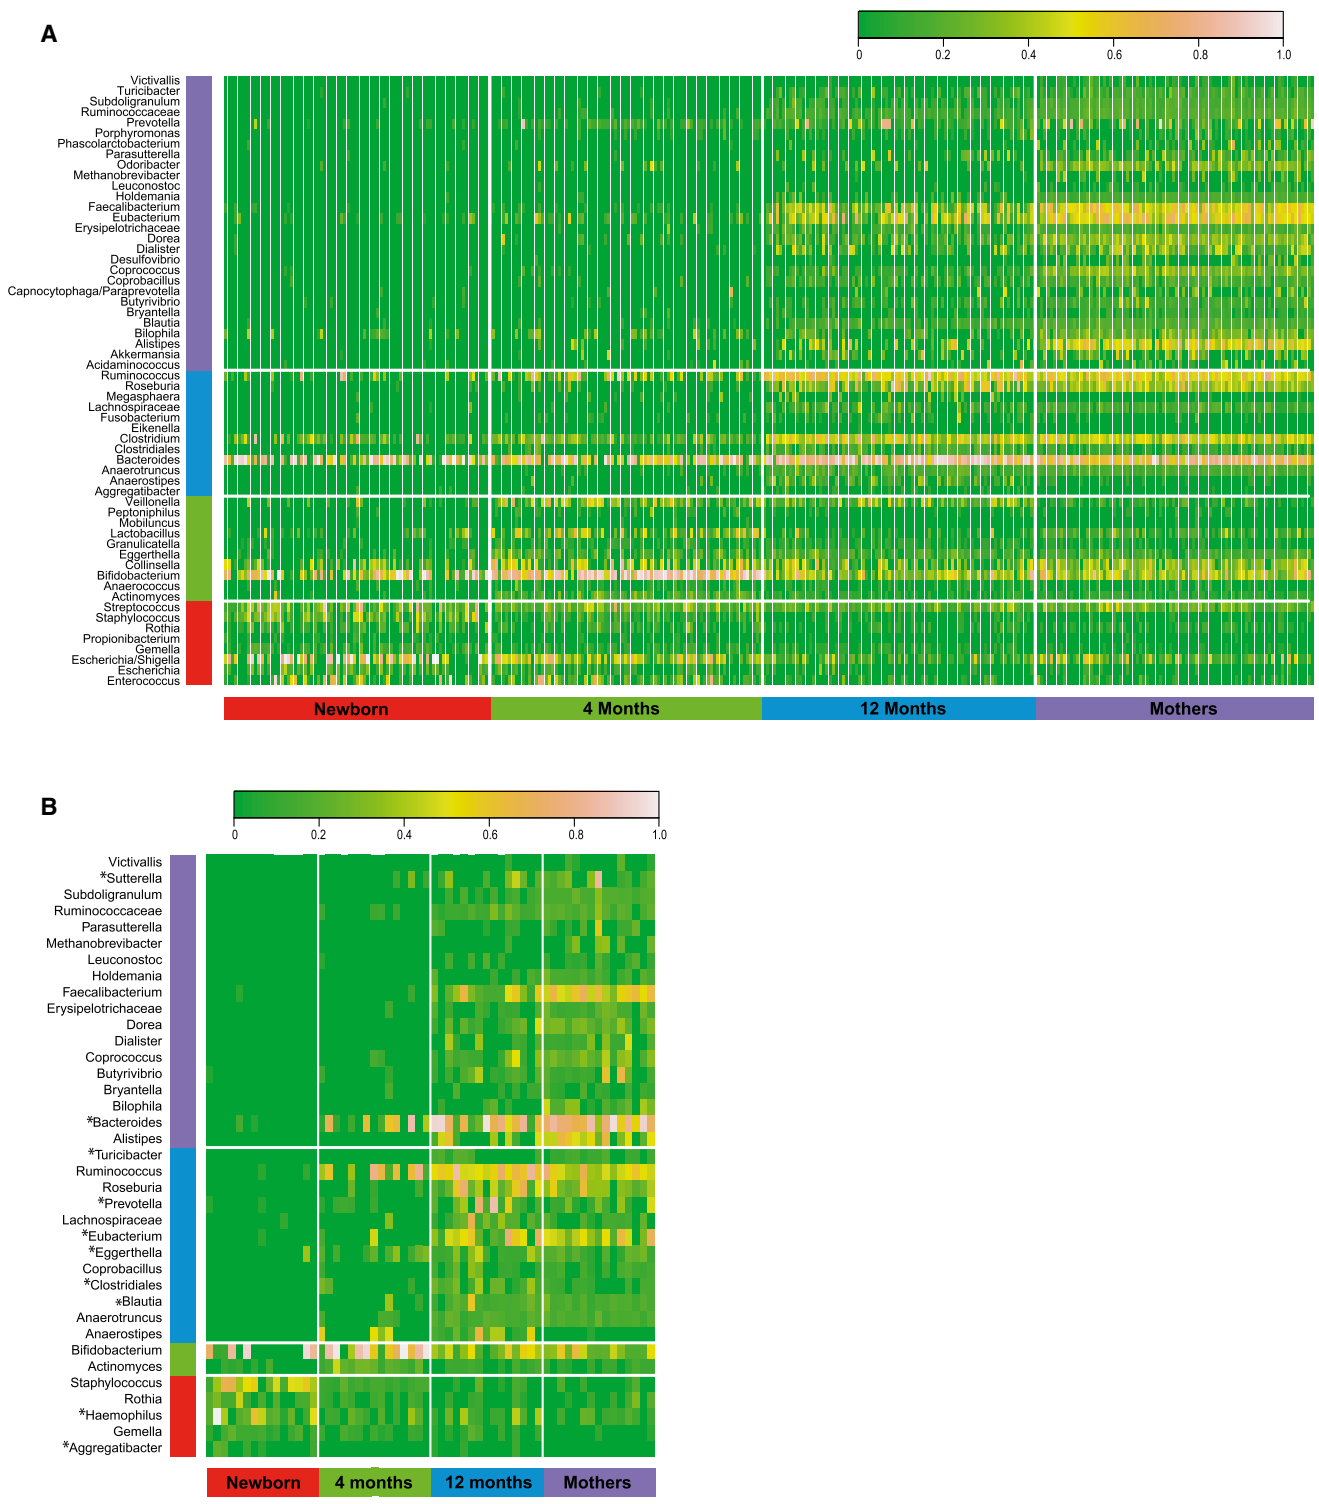 A
0 0.2 0.4 0.6 0.8 1.0
Victivallis
Turicibacter
Subdoligranulum
Ruminococcaceae
Prevotella
Porphyromonas
Phascolarctobacterium
Parasutterella
Odoribacter
Methanobrevibacter
Leuconostoc
Holdemania
Faecalibacterium
Eubacterium
Erysipelotrichaceae
Dorea
Dialister
Desulfovibrio
Coprococcus
Coprobacillus
Capnocytophaga/Paraprevotella
Butyrivibrio
Bryantella
Blautia
Bilophila
Alistipes
Akkermansia
Acidaminococcus
Ruminococcus
Roseburia
Megasphaera
Lachnospiraceae
Fusobacterium
Eikenella
Clostridium
Clostridiales
Bacteroides
Anaerotruncus
Anaerostipes
Aggregatibacter
Veillonella
Peptoniphilus
Mobiluncus
Lactobacillus
Granulicatella
Eggerthella
Collinsella
Bifidobacterium
Anaerococcus
Actinomyces
Streptococcus
Staphylococcus
Rothia
Propionibacterium
Gemella
Escherichia/Shigella
Escherichia
Enterococcus
Newborn 4 Months 12 Months Mothers
B
0 0.2 0.4 0.6 0.8 1.0
Victivallis
*Sutterella
Subdoligranulum
Ruminococcaceae
Parasutterella
Methanobrevibacter
Leuconostoc
Holdemania
Faecalibacterium
Erysipelotrichaceae
Dorea
Dialister
Coprococcus
Butyrivibrio
Bryantella
Bilophila
*Bacteroides
Alistipes
*Turicibacter
Ruminococcus
Roseburia
*Prevotella
Lachnospiraceae
*Eubacterium
*Eggerthella
Coprobacillus
*Clostridiales
*Blautia
Anaerotruncus
Anaerostipes
Bifidobacterium
Actinomyces
Staphylococcus
Rothia
*Haemophilus
Gemella
*Aggregatibacter
Newborn 4 months 12 months Mothers